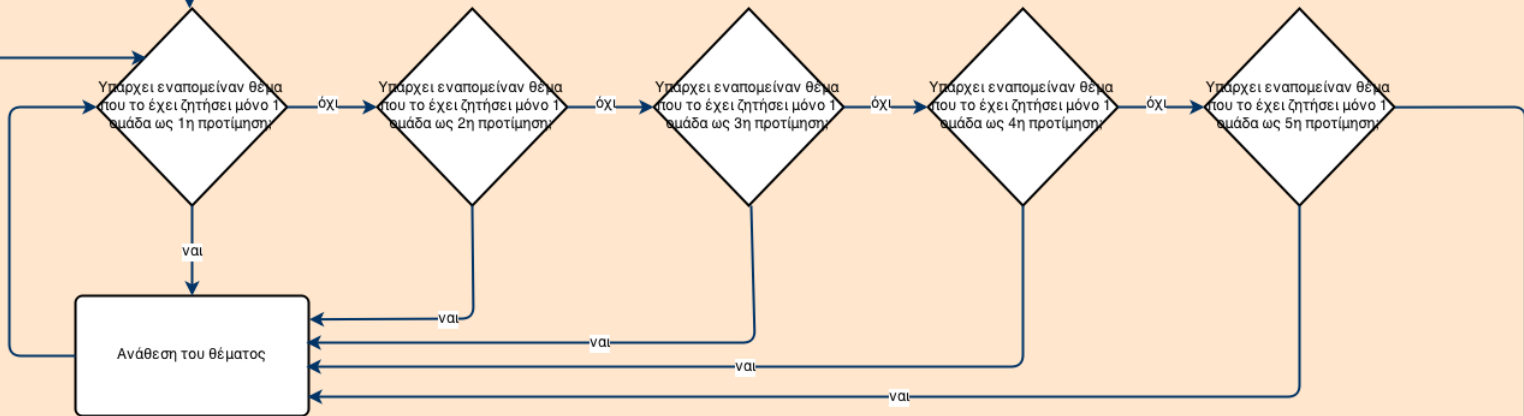 Υπάρχει εναπομείναν θέμα
που το έχει ζητήσει μόνο 1
ομάδα ως 1η προτίμηση;
όχι
Υπάρχει εναπομείναν θέμα
που το έχει ζητήσει μόνο 1
ομάδα ως 2η προτίμηση;
όχι
Υπάρχει εναπομείναν θέμα
που το έχει ζητήσει μόνο 1
ομάδα ως 3η προτίμηση;
όχι
Υπάρχει εναπομείναν θέμα
που το έχει ζητήσει μόνο 1
ομάδα ως 4η προτίμηση;
όχι
Υπάρχει εναπομείναν θέμα
που το έχει ζητήσει μόνο 1
ομάδα ως 5η προτίμηση;
ναι
ναι
ναι
ναι
ναι
Ανάθεση του θέματος